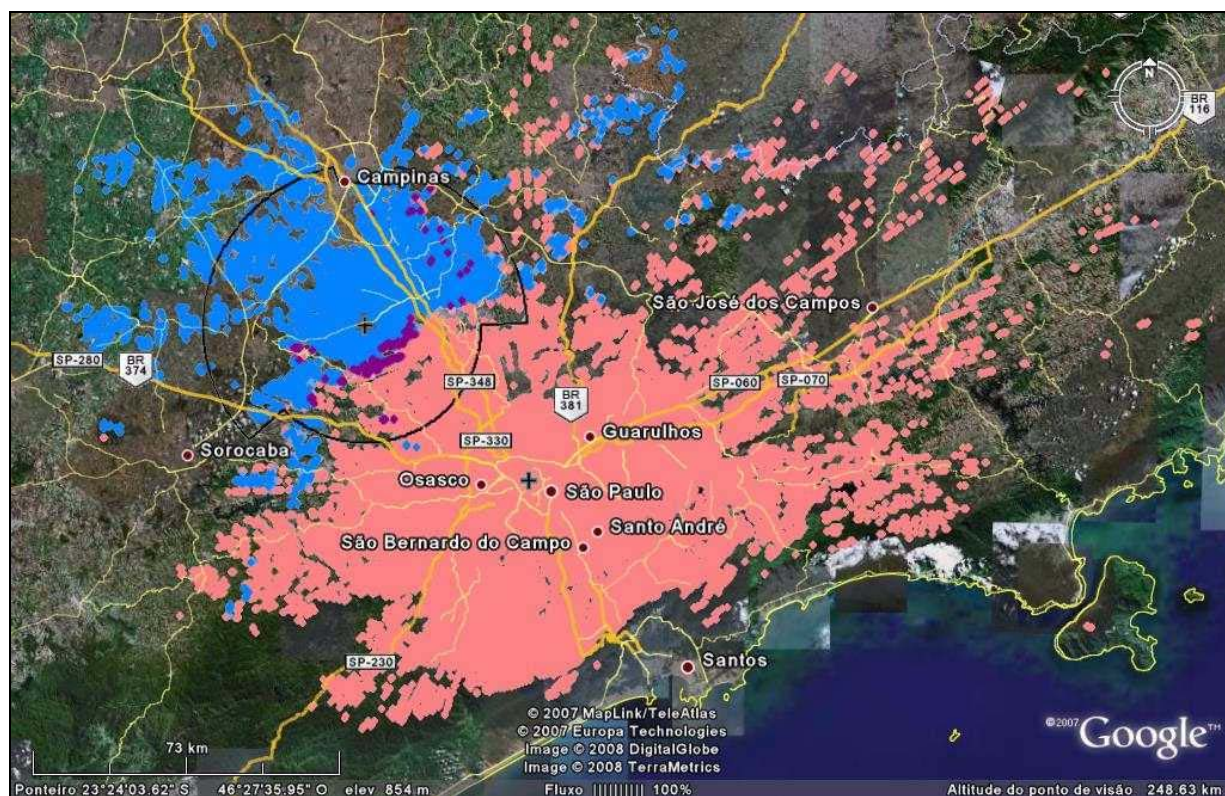 N
BR
116
Campinas
São José dos Campos
SP-280
BR
374
SP-348
SP-060
SP-070
BR
381
Guarulhos
SP-330
Sorocaba
Osasco
São Paulo
Santo André
São Bernardo do Campo
SP-230
Santos
© 2007 MapLink/TeleAtlas
© 2007 Europa Technologies
Image © 2008 DigitalGlobe
Image © 2008 TerraMetrics
©2007 Google™
73 km
Ponteiro 23°24'03.62" S 46°27'35.95" O elev 854 m Fluxo |||||||||| 100% Altitude do ponto de visão 248.63 km